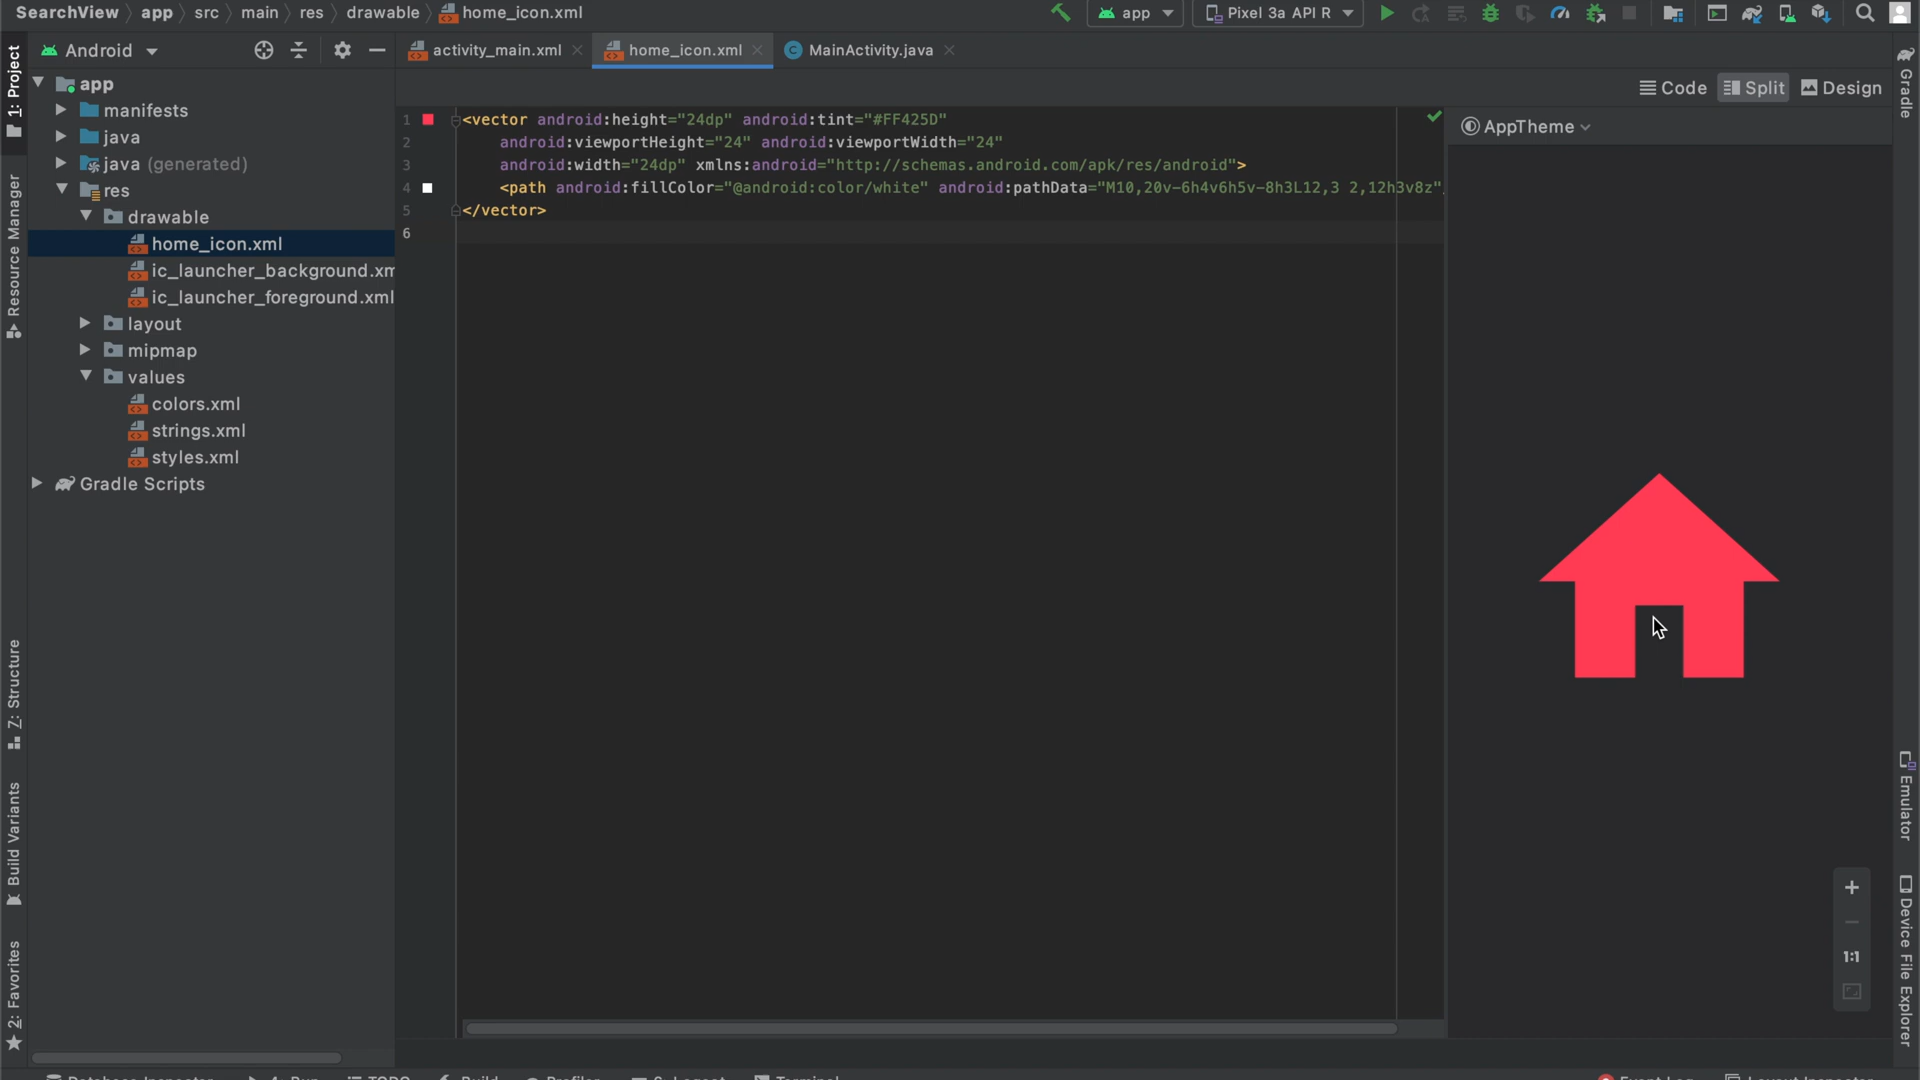 SearchView app src main res drawable home_icon.xml
app
Pixel 3a API R
Android
activity_main.xml
home_icon.xml
MainActivity.java
1: Project
Resource Manager
Z: Structure
Build Variants
2: Favorites
app
manifests
java
java (generated)
res
drawable
home_icon.xml
ic_launcher_background.xm
ic_launcher_foreground.xml
layout
mipmap
values
colors.xml
strings.xml
styles.xml
Gradle Scripts
Code
Split
Design
1 <vector android:height="24dp" android:tint="#FF425D"
2 android:viewportHeight="24" android:viewportWidth="24"
3 android:width="24dp" xmlns:android="http://schemas.android.com/apk/res/android">
4 <path android:fillColor="@android:color/white" android:pathData="M10,20v-6h4v6h5v-8h3L12,3 2,12h3v8z"
5 </vector>
6
AppTheme
1:1
Gradle
Emulator
Device File Explorer